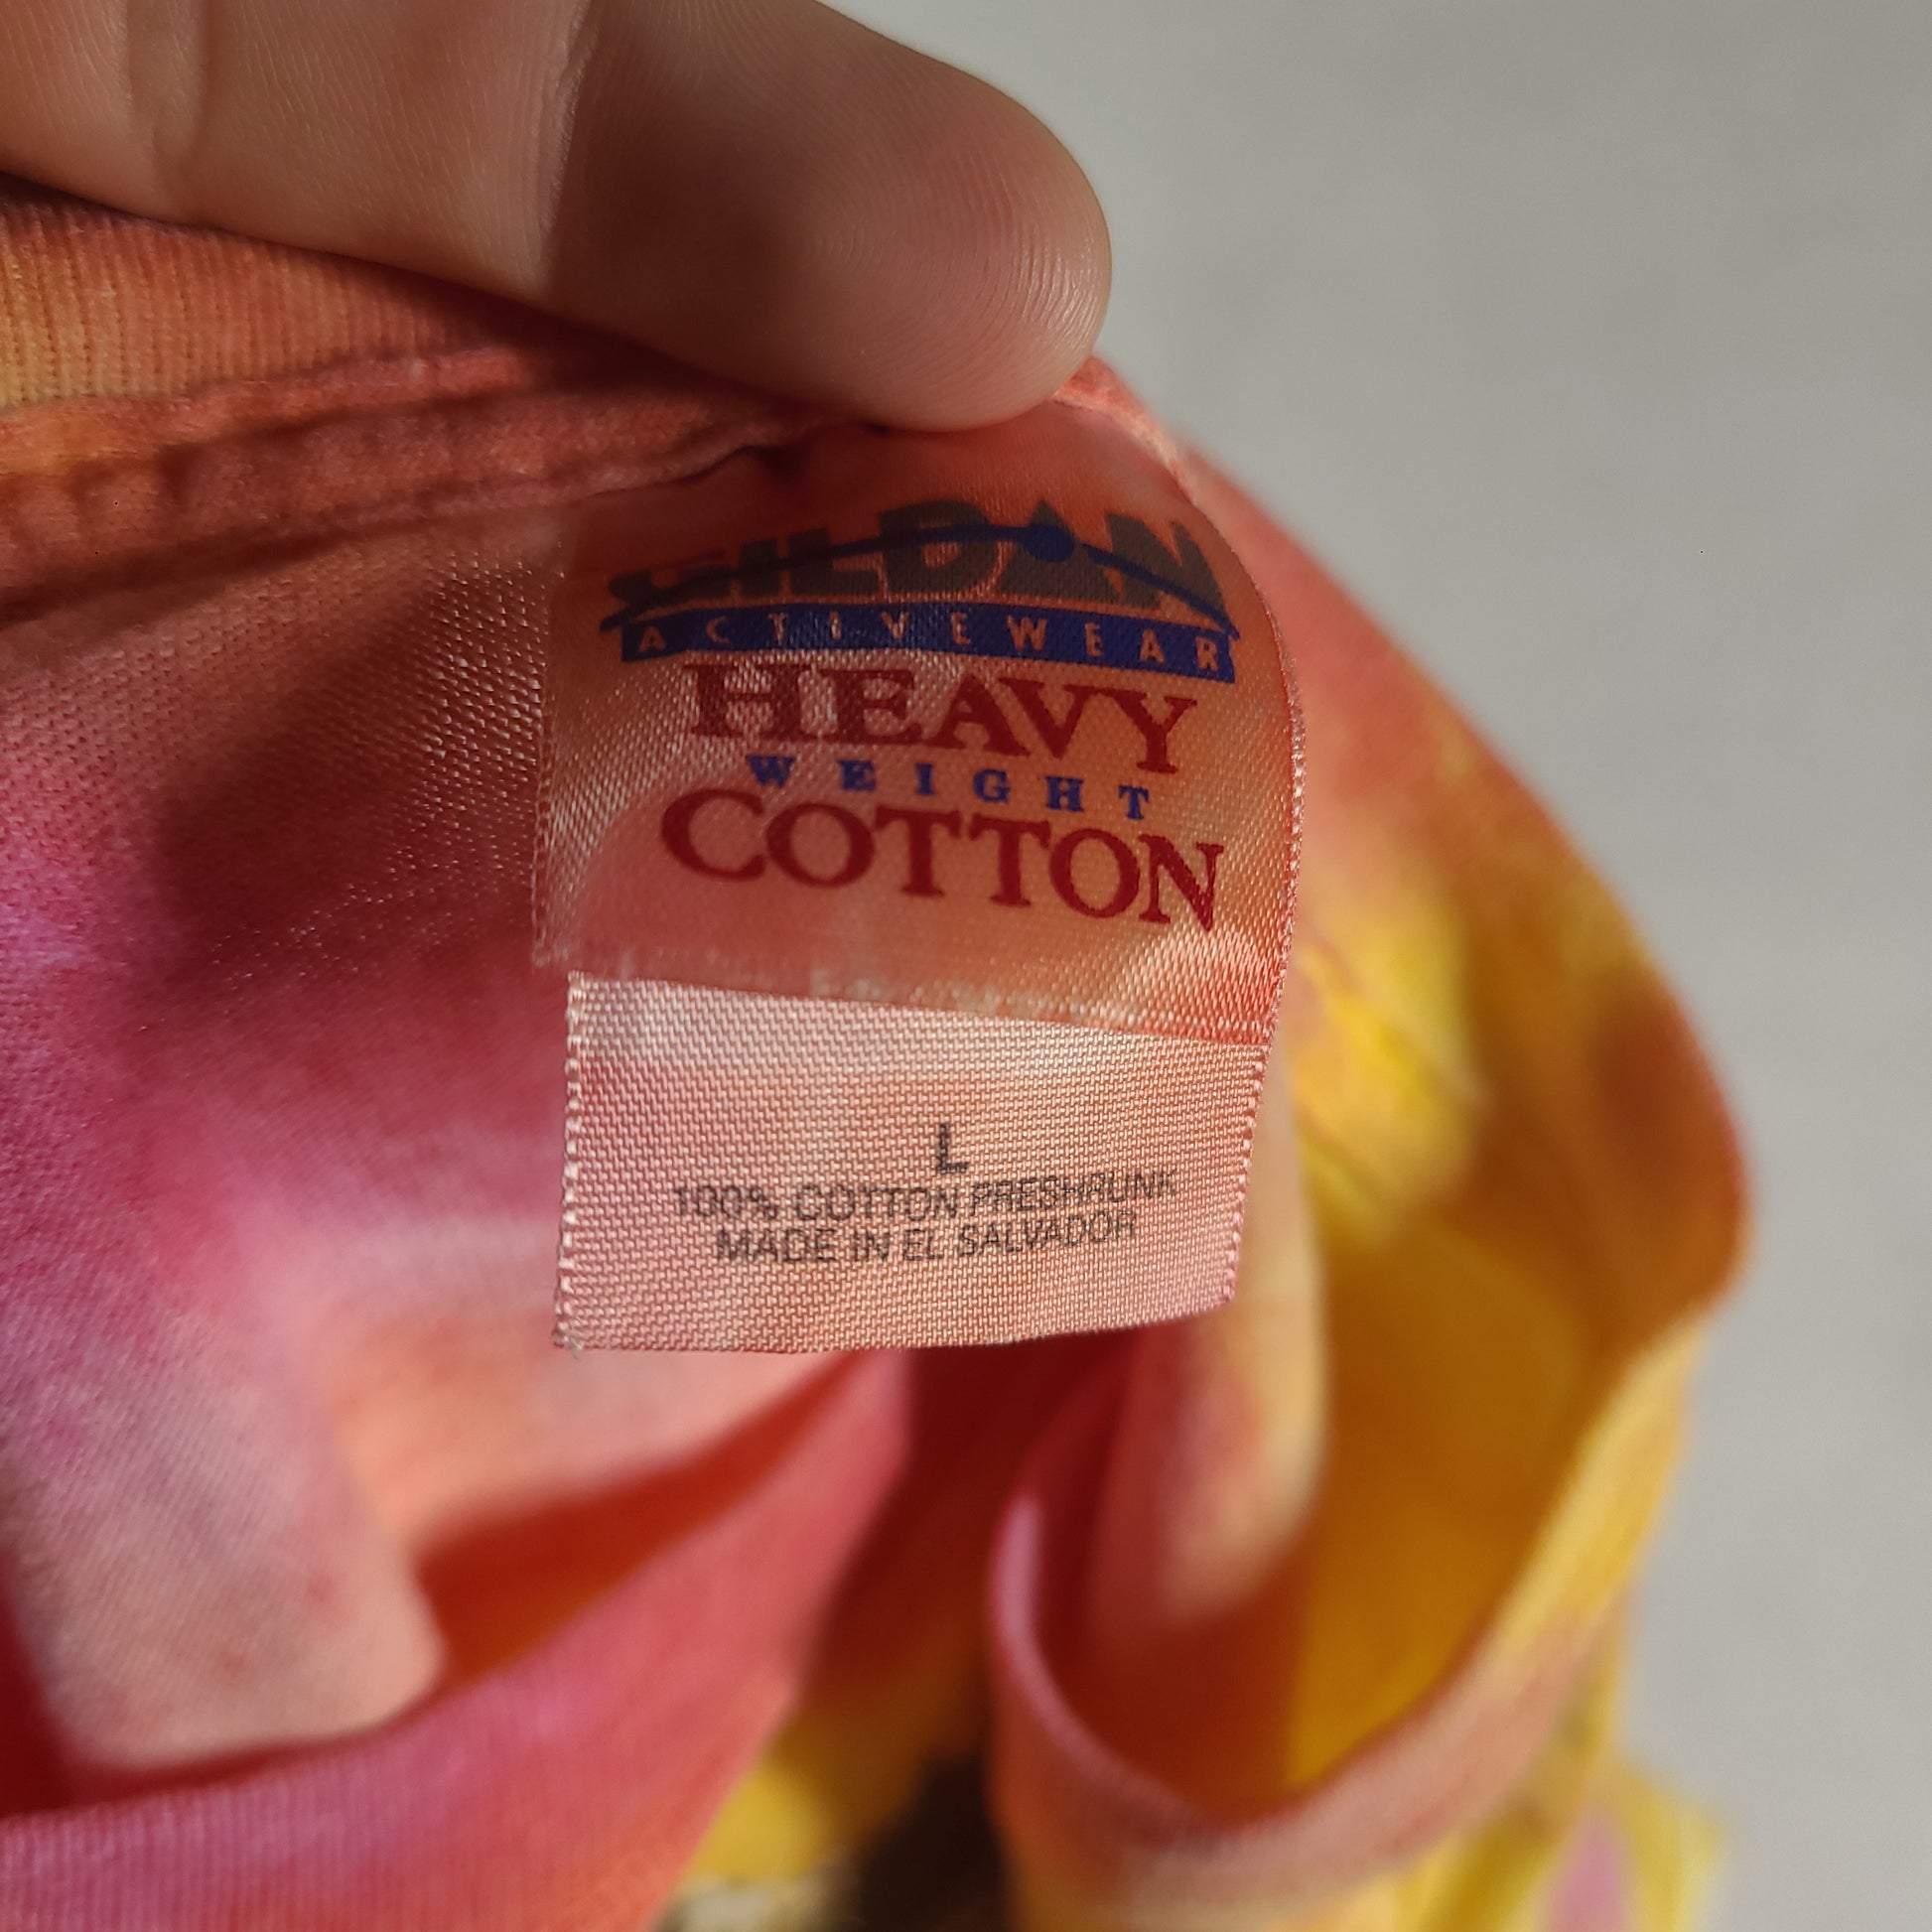 GILDAN
ACTIVEWEAR
HEAVY
WEIGHT
COTTON
L
100% COTTON PRESHRUNK
MADE IN EL SALVADOR